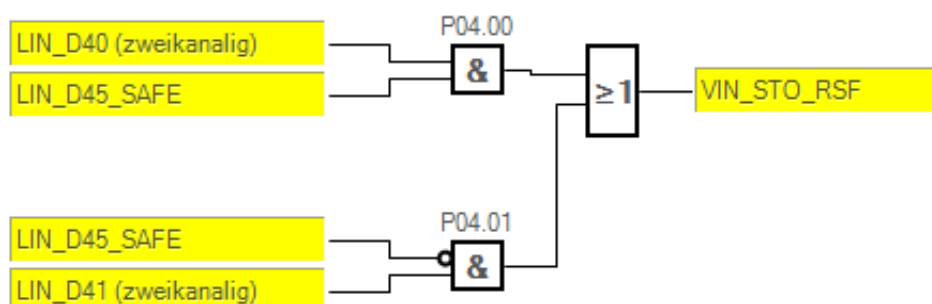 P04.00
LIN_D40 (zweikanalig)
LIN_D45_SAFE
&
≥1
VIN_STO_RSF
P04.01
LIN_D45_SAFE
LIN_D41 (zweikanalig)
&